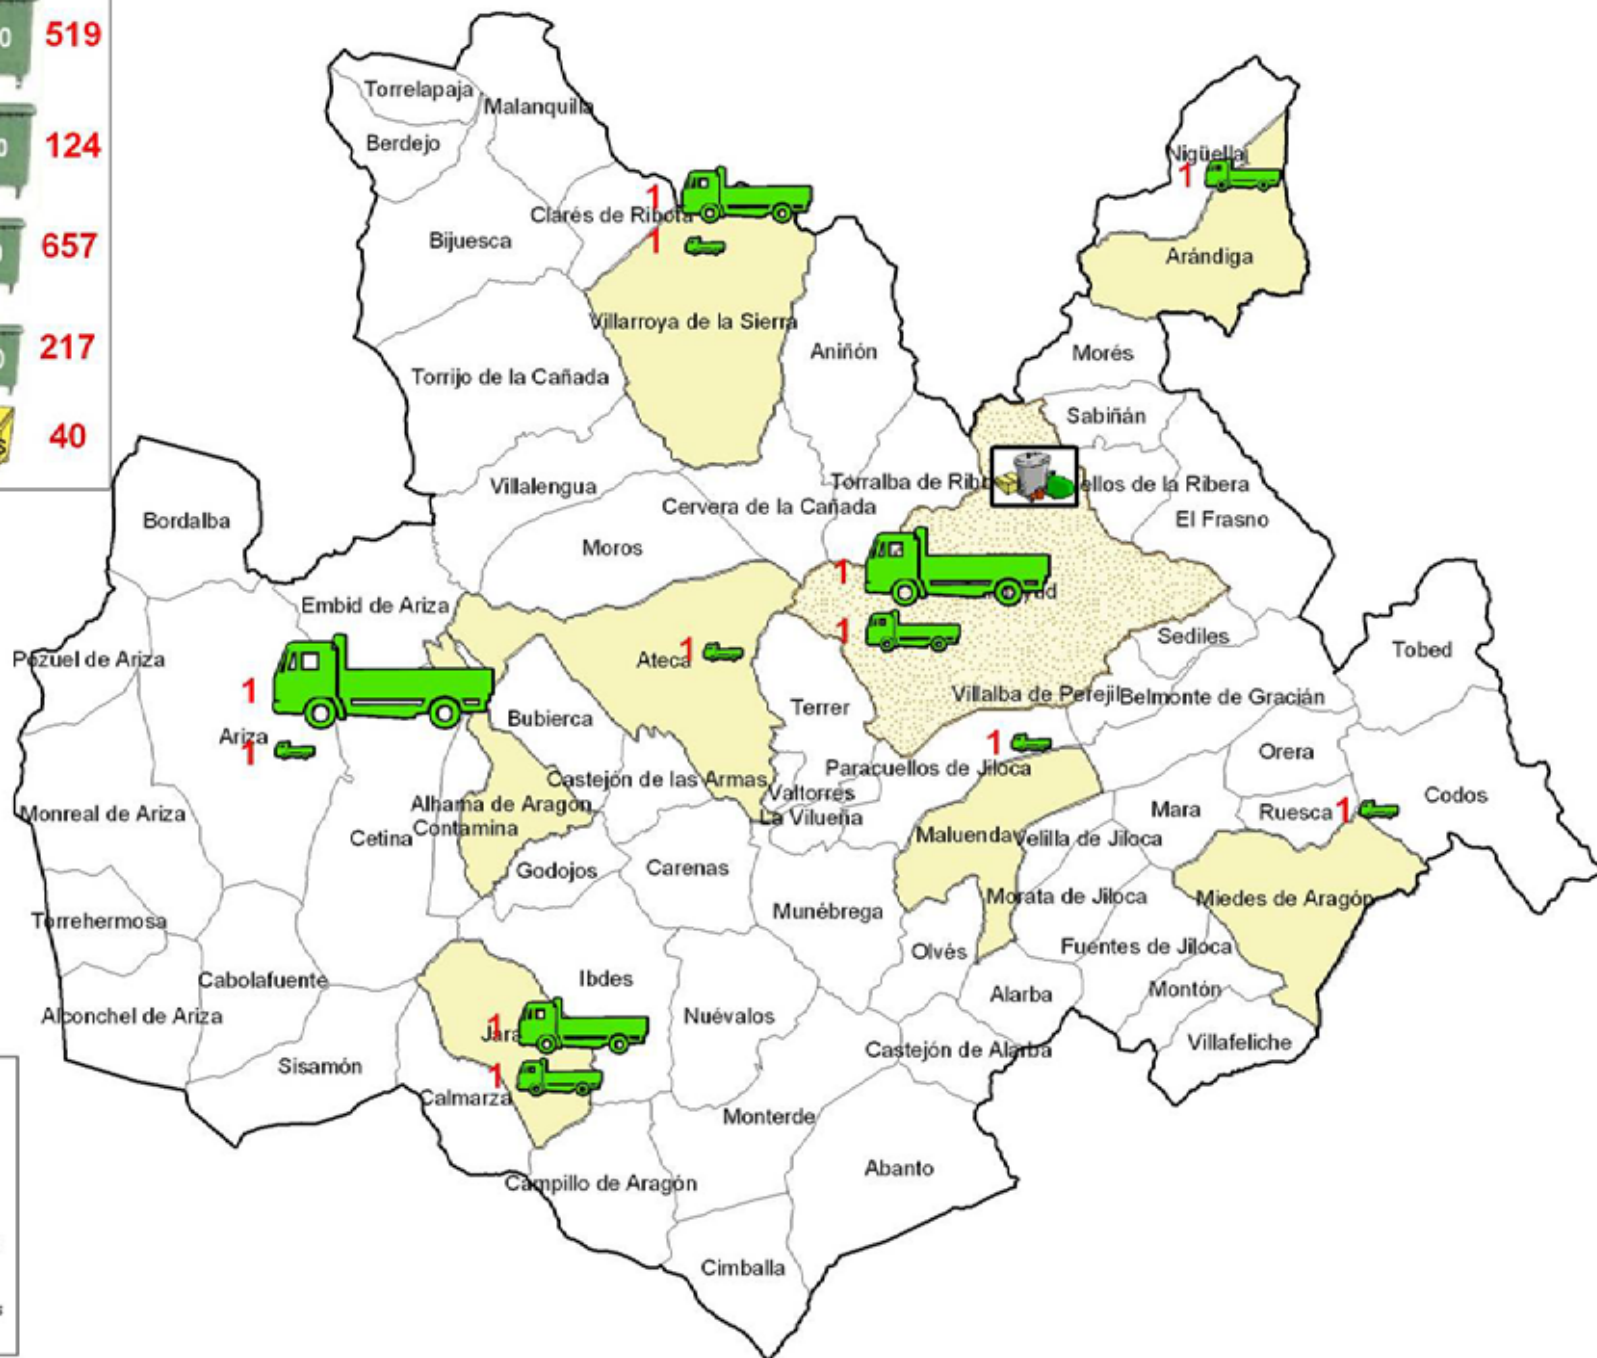 519
124
657
217
40
Torrelapaja
Malanquilla
Berdejo
Nigüella
1
1
Clarés de Ribota
1
Bijuesca
Arándiga
Villarroya de la Sierra
Aniñón
Morés
Torrijo de la Cañada
Sabiñán
Villalengua
Torralba de Ribo
ellos de la Ribera
Cervera de la Cañada
Bordalba
El Frasno
Moros
1
Embid de Ariza
1
Sediles
Tobed
Pozuel de Ariza
Ateca
1
1
Villalba de Perejil
Belmonte de Gracián
Terrer
Bubierca
Ariza
1
1
Orera
Paracuellos de Jiloca
Castejón de las Armas
Valtorres
Alhama de Aragón
Monreal de Ariza
La Vilueña
Mara
Ruesca
1
Codos
Contamina
Cetina
Maluenda
Velilla de Jiloca
Godojos
Carenas
Morata de Jiloca
Miedes de Aragón
Torrehermosa
Munébrega
Olvés
Fuentes de Jiloca
Cabolafuente
Ibdes
Alarba
Montón
Alconchel de Ariza
Nuévalos
1
Jara
Villafeliche
Castejón de Alarba
Sisamón
1
Calmarza
Monterde
Abanto
Campillo de Aragón
Cimballa